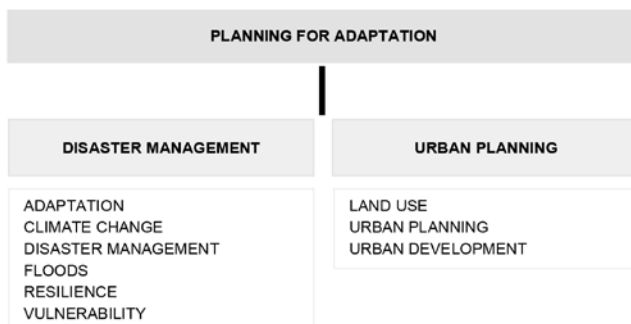 PLANNING FOR ADAPTATION
DISASTER MANAGEMENT
URBAN PLANNING
ADAPTATION
CLIMATE CHANGE
DISASTER MANAGEMENT
FLOODS
RESILIENCE
VULNERABILITY
LAND USE
URBAN PLANNING
URBAN DEVELOPMENT